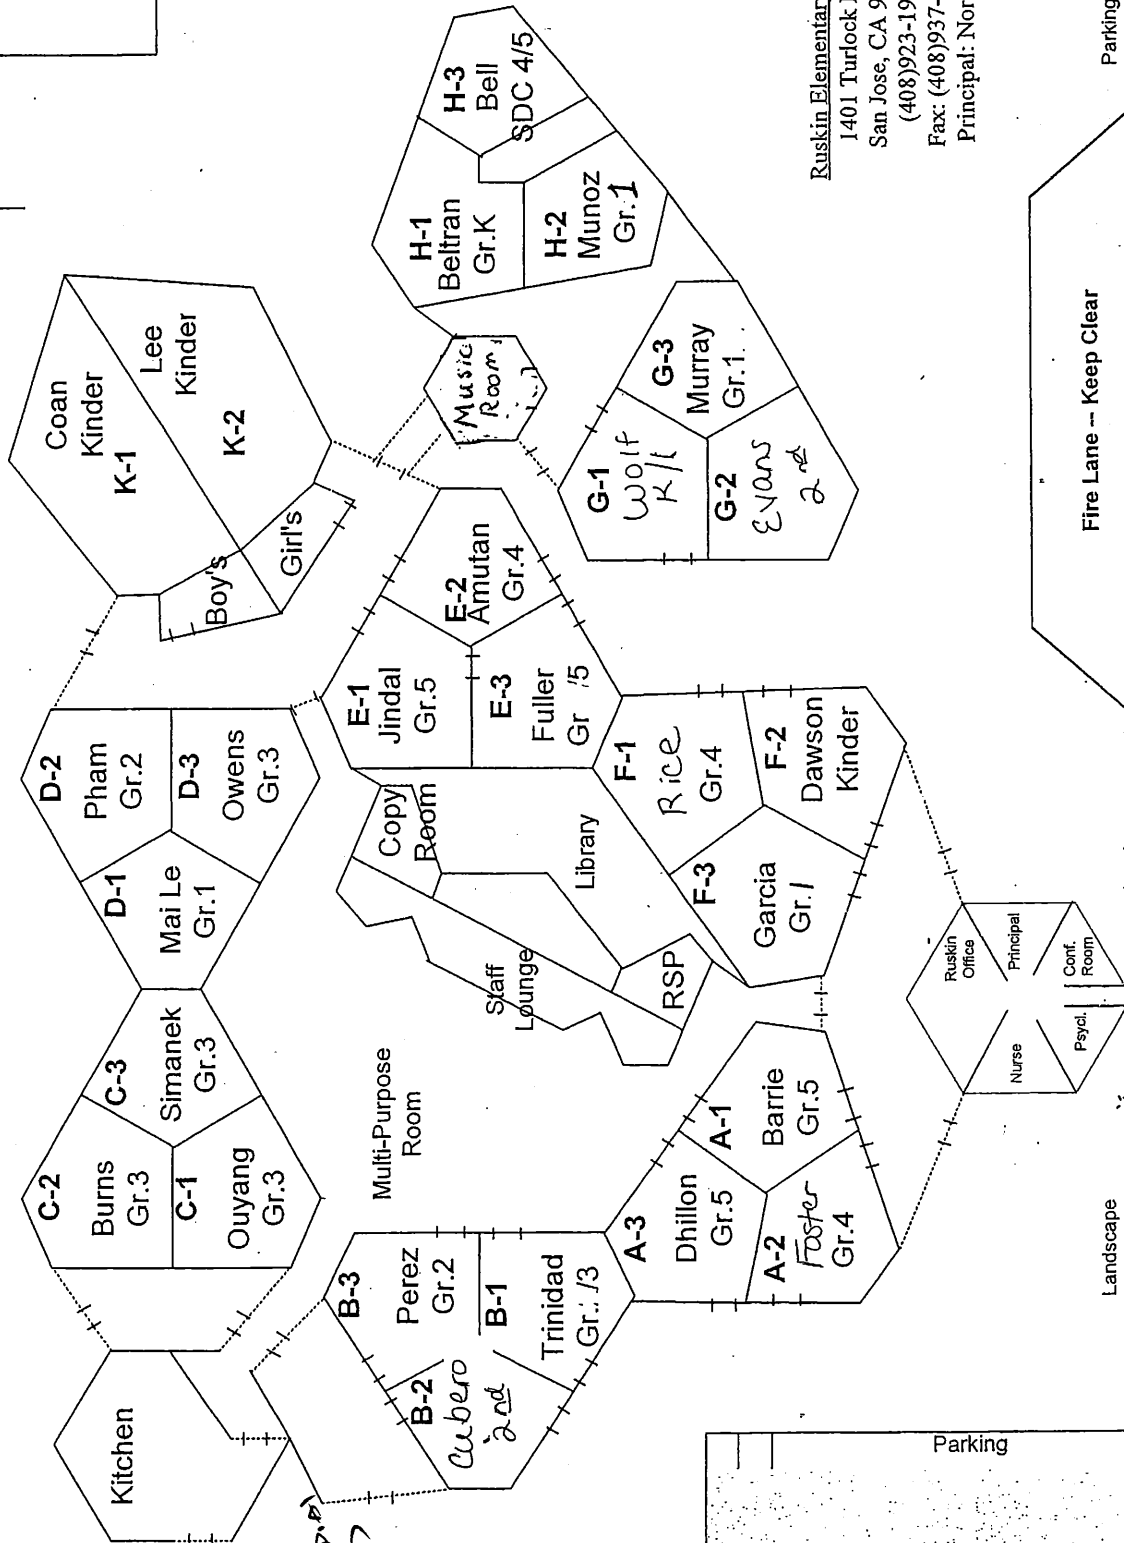 Kitchen
C-2
Burns
Gr.3
C-1
Ouyang
Gr.3
C-3
Simanek
Gr.3
D-1
Mai Le
Gr.1
D-2
Pham
Gr.2
D-3
Owens
Gr.3
Coan
Kinder
K-1
Lee
Kinder
K-2
Boy's
Girl's
B-3
Perez
Gr.2
B-2
Cubero
2nd
B-1
Trinidad
Multi-Purpose
Room
Staff
Lounge
Copy
Room
Library
RSP
E-1
Jindal
Gr.5
E-2
Amutan
Gr.4
E-3
Fuller
Gr 5
Music
Room
H-1
Beltran
Gr.K
H-2
Munoz
Gr.1
H-3
Bell
SDC 4/5
G-1
Wolf
K/1
G-2
Evans
2nd
G-3
Murray
Gr.1
A-3
Dhillon
Gr.5
A-2
Foster
Gr.4
A-1
Barrie
Gr.5
F-3
Garcia
Gr.1
F-1
Rice
Gr.4
F-2
Dawson
Kinder
Ruskin
Office
Principal
Conf.
Room
Nurse
Psycl.
Ruskin Elementar
1401 Turlock
San Jose, CA 9
(408)923-19
Fax: (408)937-
Principal: Nor
Parking
Landscape
Fire Lane -- Keep Clear
Parking